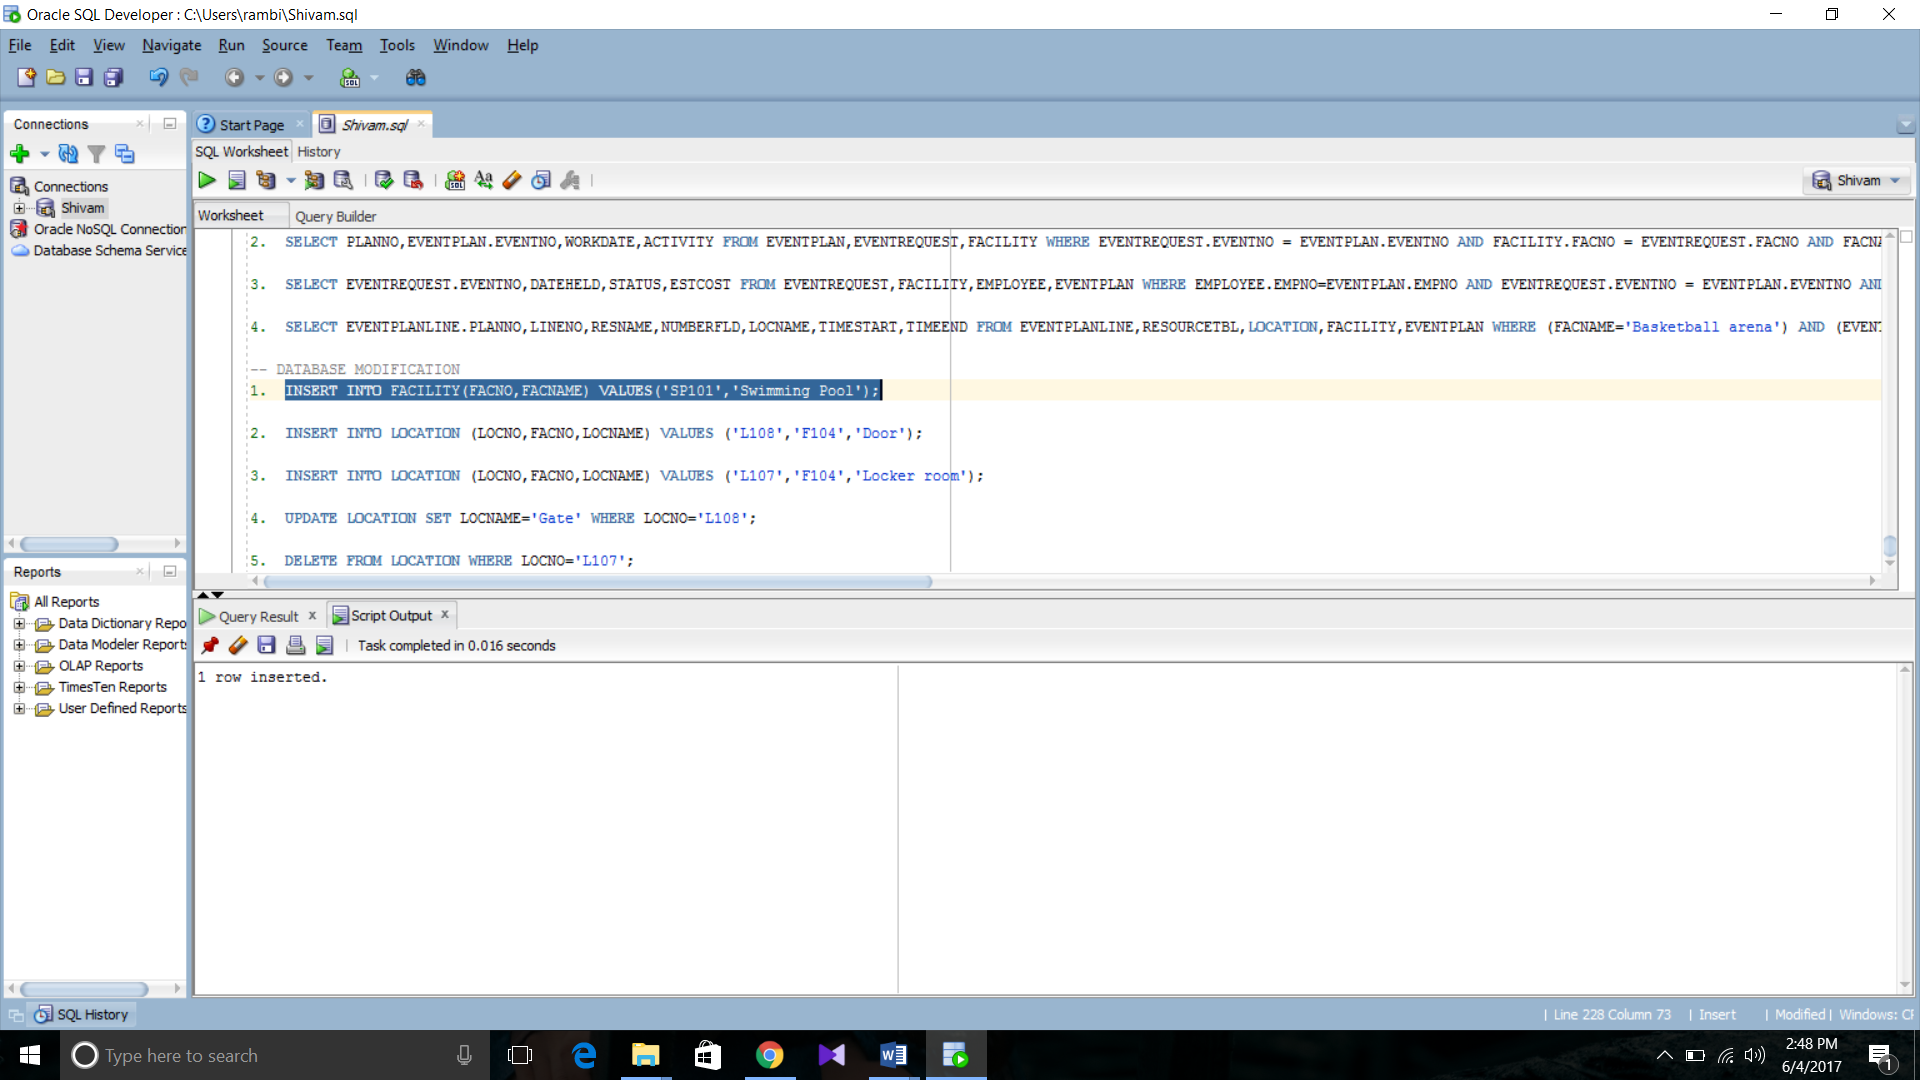 Oracle SQL Developer : C:\Users\rambi\Shivam.sql
File Edit View Navigate Run Source Team Tools Window Help
Connections
Start Page
Shivam.sql
SQL Worksheet History
Connections
Shivam
Oracle NoSQL Connection
Database Schema Service
Shivam
Worksheet Query Builder
2. SELECT PLANNO,EVENTPLAN.EVENTNO,WORKDATE,ACTIVITY FROM EVENTPLAN,EVENTREQUEST,FACILITY WHERE EVENTREQUEST.EVENTNO = EVENTPLAN.EVENTNO AND FACILITY.FACNO = EVENTREQUEST.FACNO AND FACNA
3. SELECT EVENTREQUEST.EVENTNO,DATEHELD,STATUS,ESTCOST FROM EVENTREQUEST,FACILITY,EMPLOYEE,EVENTPLAN WHERE EMPLOYEE.EMPNO=EVENTPLAN.EMPNO AND EVENTREQUEST.EVENTNO = EVENTPLAN.EVENTNO AND
4. SELECT EVENTPLANLINE.PLANNO,LINENO,RESNAME,NUMBERFLD,LOCNAME,TIMESTART,TIMEEND FROM EVENTPLANLINE,RESOURCETBL,LOCATION,FACILITY,EVENTPLAN WHERE (FACNAME='Basketball arena') AND (EVENT
-- DATABASE MODIFICATION
1. INSERT INTO FACILITY(FACNO,FACNAME) VALUES('SP101','Swimming Pool');
2. INSERT INTO LOCATION (LOCNO,FACNO,LOCNAME) VALUES ('L108','F104','Door');
3. INSERT INTO LOCATION (LOCNO,FACNO,LOCNAME) VALUES ('L107','F104','Locker room');
4. UPDATE LOCATION SET LOCNAME='Gate' WHERE LOCNO='L108';
5. DELETE FROM LOCATION WHERE LOCNO='L107';
Reports
All Reports
Data Dictionary Repo
Data Modeler Reports
OLAP Reports
TimesTen Reports
User Defined Reports
Query Result
Script Output
Task completed in 0.016 seconds
1 row inserted.
SQL History
Line 228 Column 73 | Insert | Modified | Windows: CF
Type here to search
2:48 PM
6/4/2017
1